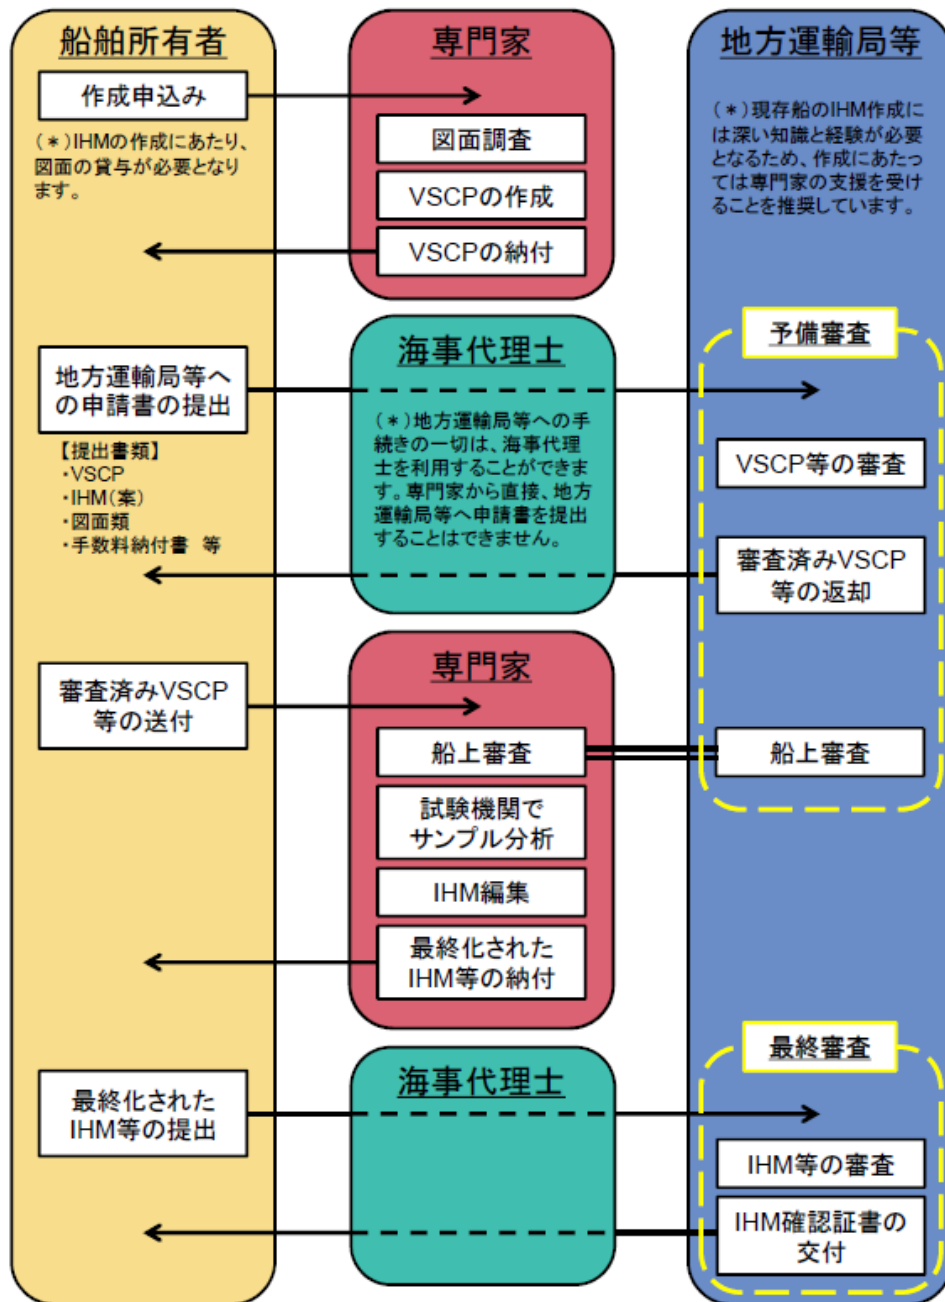 船舶所有者
専門家
地方運輸局等
作成申込み
(*)IHMの作成にあたり、
図面の貸与が必要となり
ます。
図面調査
VSCPの作成
VSCPの納付
(*)現存船のIHM作成に
は深い知識と経験が必要
となるため、作成にあたっ
ては専門家の支援を受け
ることを推奨しています。
海事代理士
予備審査
地方運輸局等へ
の申請書の提出
【提出書類】
・VSCP
・IHM(案)
・図面類
・手数料納付書 等
(*)地方運輸局等への手
続きの一切は、海事代理
士を利用することができま
す。専門家から直接、地方
運輸局等へ申請書を提出
することはできません。
VSCP等の審査
審査済みVSCP
等の返却
専門家
審査済みVSCP
等の送付
船上審査
船上審査
試験機関で
サンプル分析
IHM編集
最終化された
IHM等の納付
海事代理士
最終審査
最終化された
IHM等の提出
IHM等の審査
IHM確認証書の
交付